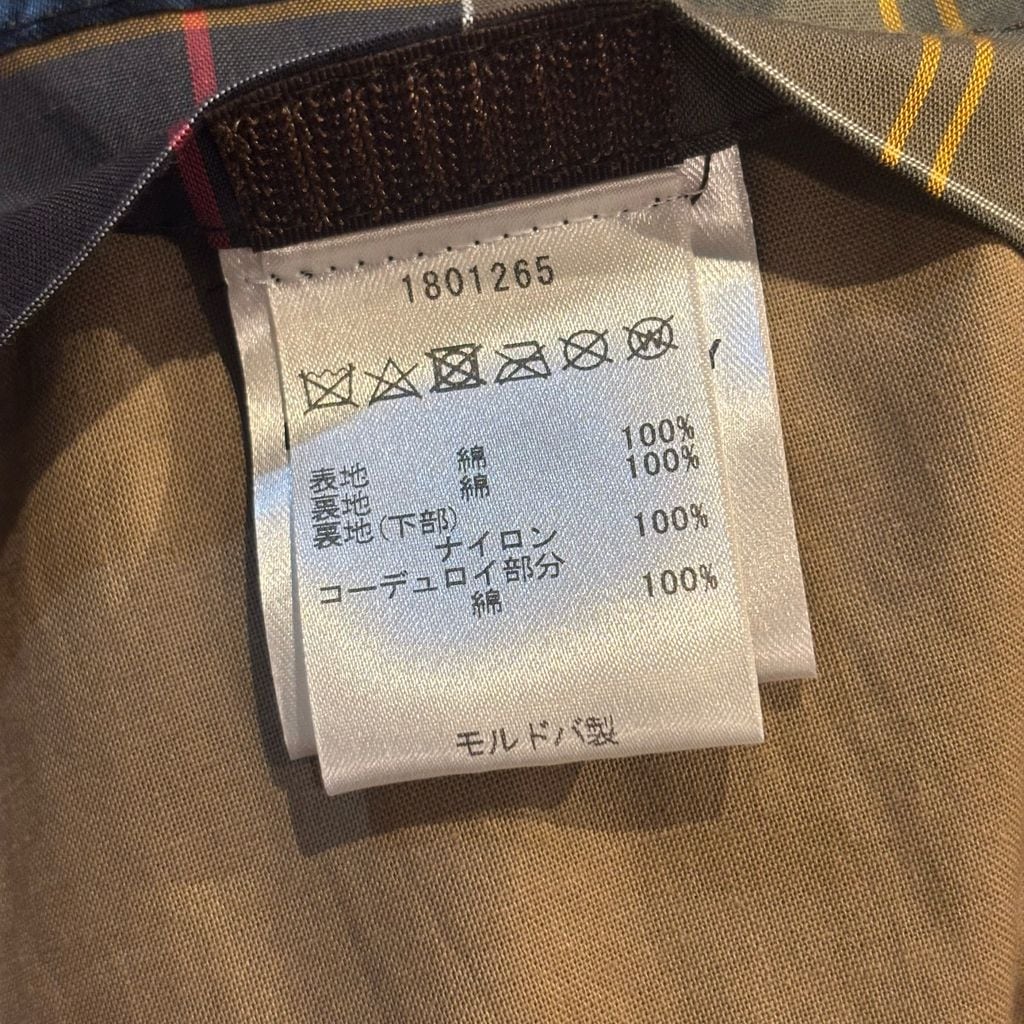 1801265
表地 綿 100%
裏地 綿 100%
裏地(下部)
ナイロン 100%
コーデュロイ部分
綿 100%
モルドバ製